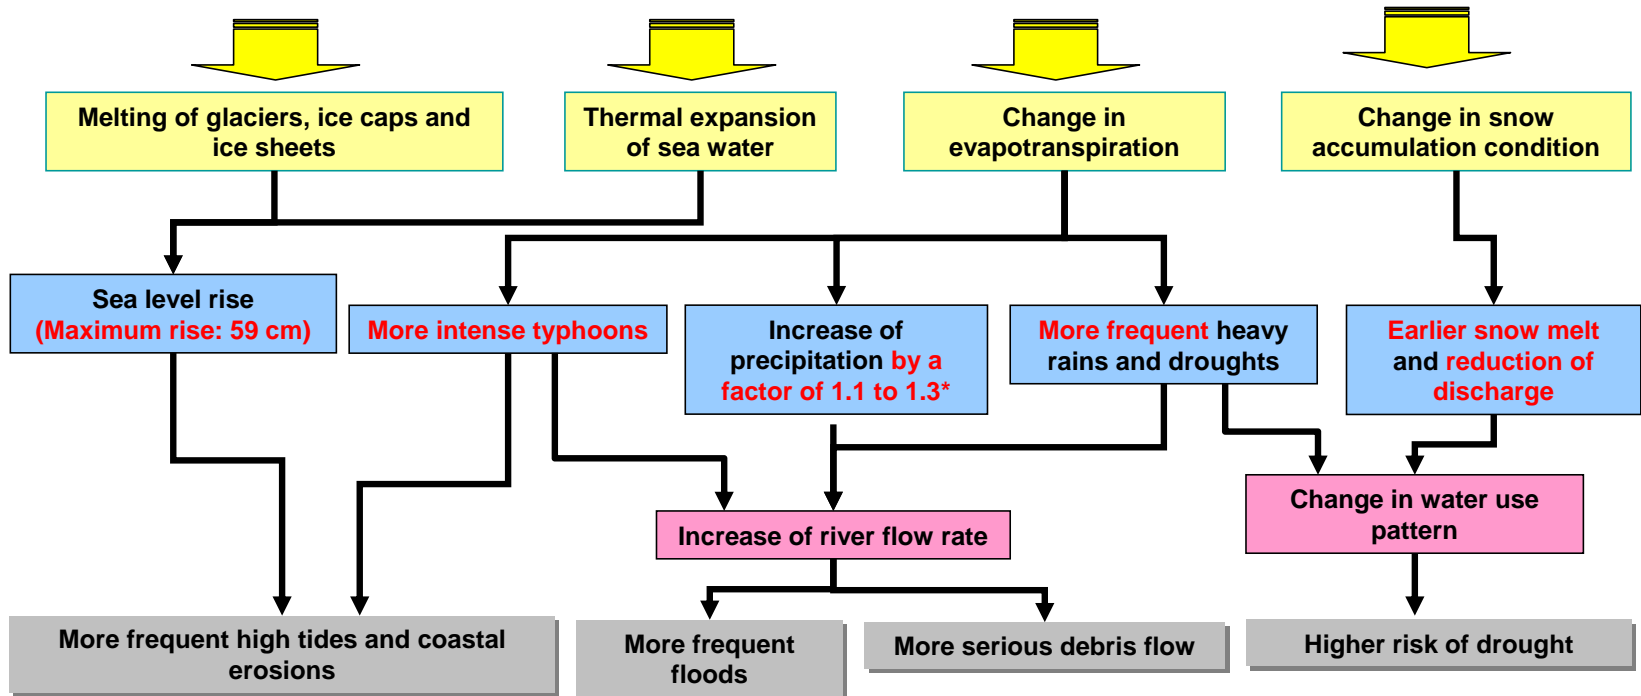 Melting of glaciers, ice caps and
ice sheets
Thermal expansion
of sea water
Change in
evapotranspiration
Change in snow
accumulation condition
Sea level rise
(Maximum rise: 59 cm)
More intense typhoons
Increase of
precipitation by a
factor of 1.1 to 1.3*
More frequent heavy
rains and droughts
Earlier snow melt
and reduction of
discharge
Increase of river flow rate
Change in water use
pattern
More frequent high tides and coastal
erosions
More frequent
floods
More serious debris flow
Higher risk of drought